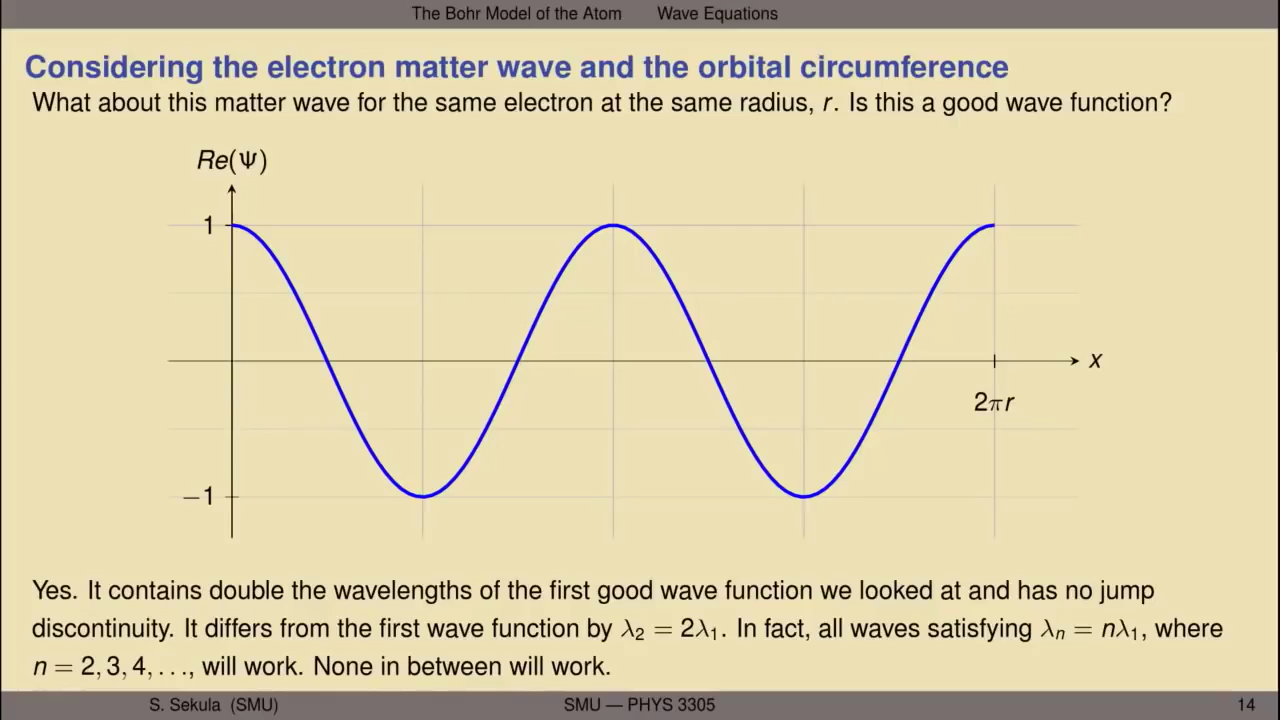 The Bohr Model of the Atom Wave Equations
Considering the electron matter wave and the orbital circumference
What about this matter wave for the same electron at the same radius, r. Is this a good wave function?
Re(Ψ)
1
x
2πr
−1
Yes. It contains double the wavelengths of the first good wave function we looked at and has no jump
discontinuity. It differs from the first wave function by λ₂ = 2λ₁. In fact, all waves satisfying λₙ = nλ₁, where
n = 2, 3, 4, . . ., will work. None in between will work.
S. Sekula (SMU) SMU — PHYS 3305 14